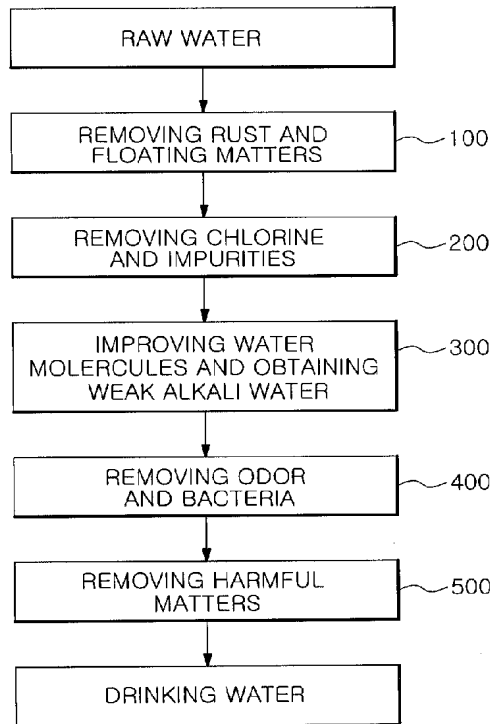 RAW WATER
REMOVING RUST AND
FLOATING MATTERS
100
REMOVING CHLORINE
AND IMPURITIES
200
IMPROVING WATER
MOLERCULES AND OBTAINING
WEAK ALKALI WATER
300
REMOVING ODOR
AND BACTERIA
400
REMOVING HARMFUL
MATTERS
500
DRINKING WATER